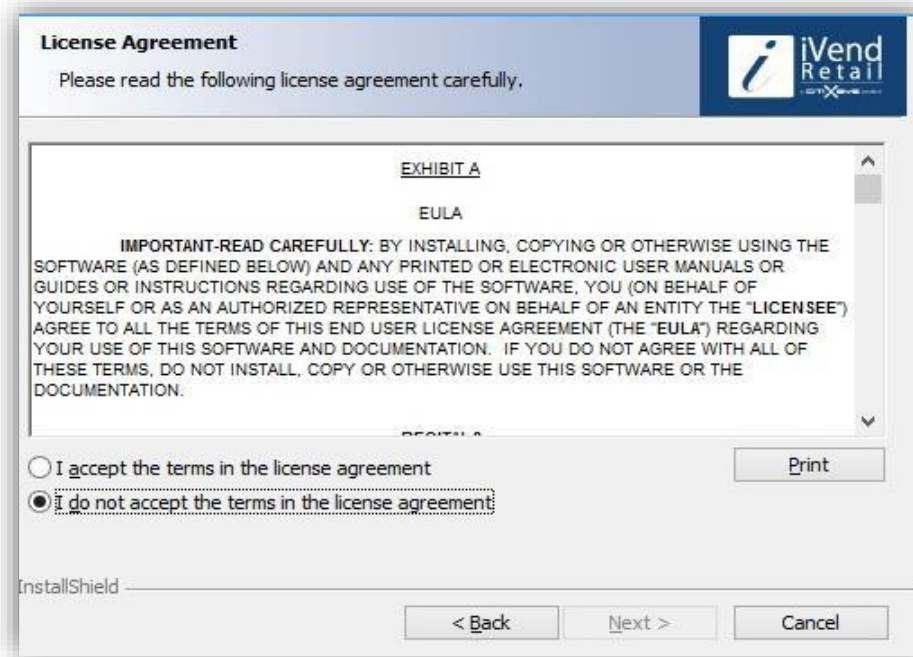 License Agreement
Please read the following license agreement carefully.
iVend
Retail
EXHIBIT A
EULA
IMPORTANT-READ CAREFULLY: BY INSTALLING, COPYING OR OTHERWISE USING THE
SOFTWARE (AS DEFINED BELOW) AND ANY PRINTED OR ELECTRONIC USER MANUALS OR
GUIDES OR INSTRUCTIONS REGARDING USE OF THE SOFTWARE, YOU (ON BEHALF OF
YOURSELF OR AS AN AUTHORIZED REPRESENTATIVE ON BEHALF OF AN ENTITY THE “LICENSEE”)
AGREE TO ALL THE TERMS OF THIS END USER LICENSE AGREEMENT (THE “EULA”) REGARDING
YOUR USE OF THIS SOFTWARE AND DOCUMENTATION.  IF YOU DO NOT AGREE WITH ALL OF
THESE TERMS, DO NOT INSTALL, COPY OR OTHERWISE USE THIS SOFTWARE OR THE
DOCUMENTATION.
I accept the terms in the license agreement
Print
I do not accept the terms in the license agreement
InstallShield
< Back
Next >
Cancel